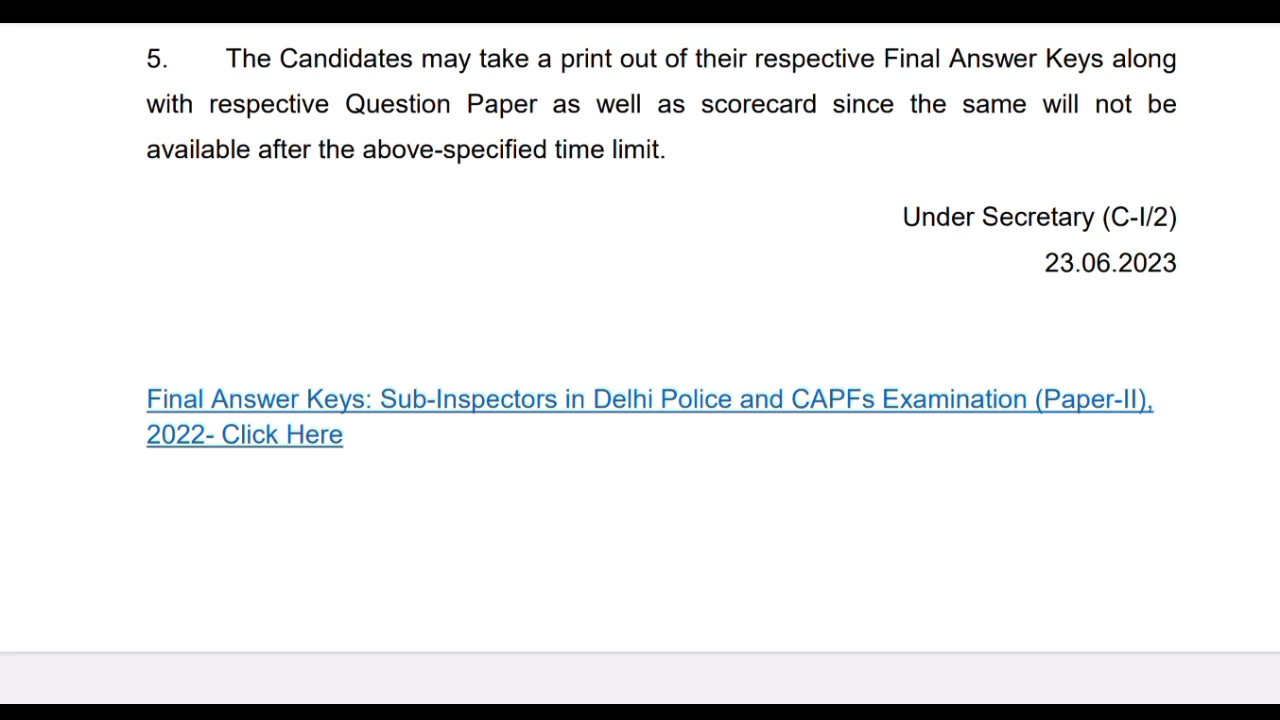 5. The Candidates may take a print out of their respective Final Answer Keys along
with respective Question Paper as well as scorecard since the same will not be
available after the above-specified time limit.
Under Secretary (C-I/2)
23.06.2023
Final Answer Keys: Sub-Inspectors in Delhi Police and CAPFs Examination (Paper-II),
2022- Click Here